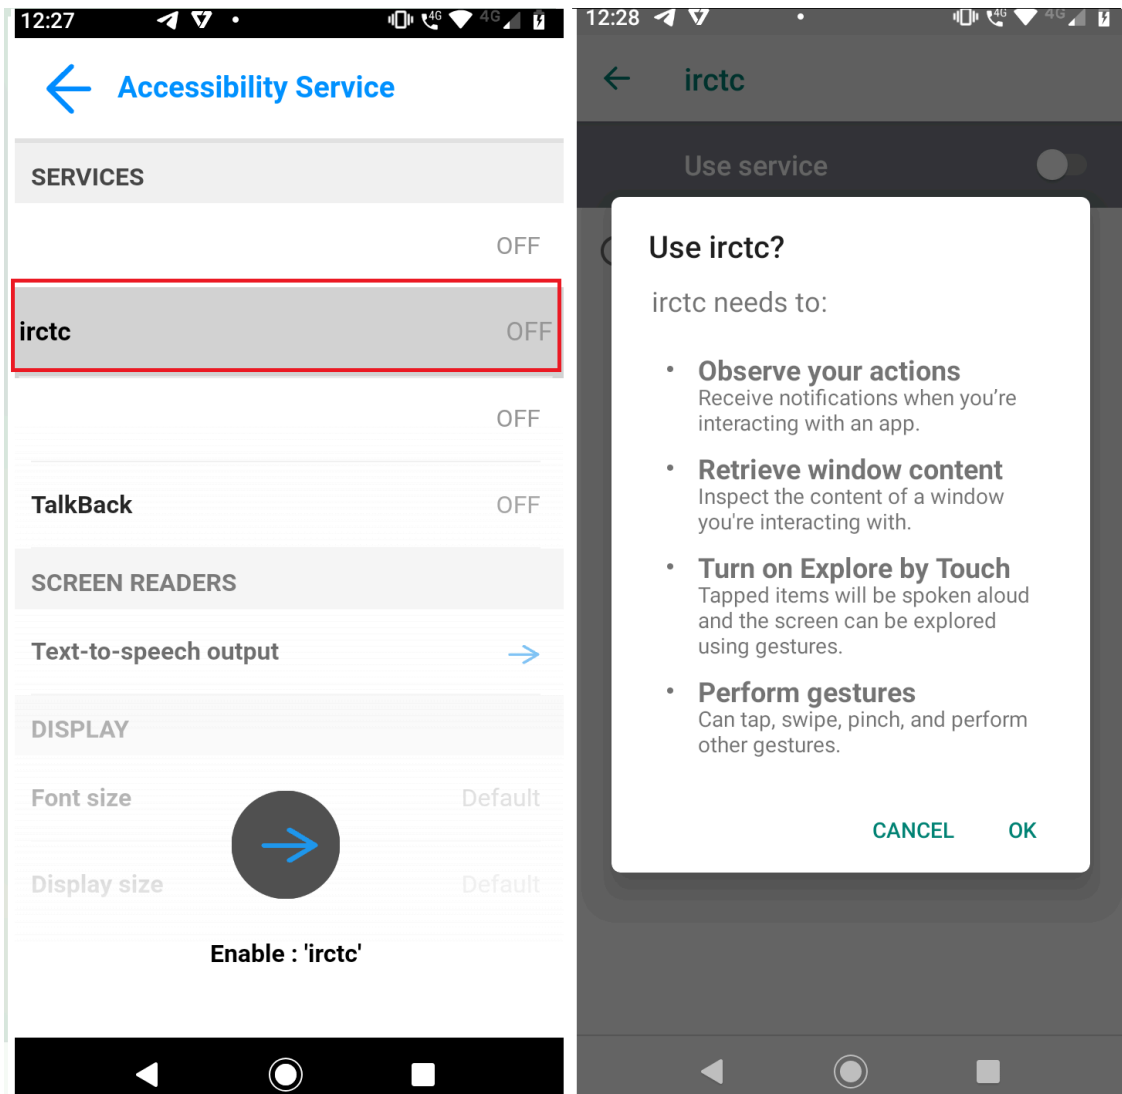 12:27
4G
4G
Accessibility Service
SERVICES
OFF
irctc OFF
OFF
TalkBack OFF
SCREEN READERS
Text-to-speech output
DISPLAY
Font size Default
Display size Default
Enable : 'irctc'
12:28
4G
4G
irctc
Use service
Use irctc?
irctc needs to:
• Observe your actions
Receive notifications when you’re
interacting with an app.
• Retrieve window content
Inspect the content of a window
you're interacting with.
• Turn on Explore by Touch
Tapped items will be spoken aloud
and the screen can be explored
using gestures.
• Perform gestures
Can tap, swipe, pinch, and perform
other gestures.
CANCEL OK